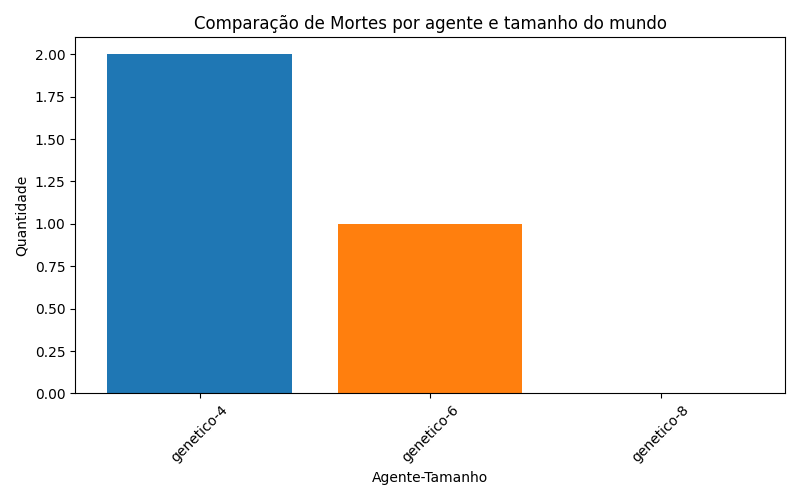 Comparação de Mortes por agente e tamanho do mundo
Quantidade
2.00
1.75
1.50
1.25
1.00
0.75
0.50
0.25
0.00
genetico-4
genetico-6
genetico-8
Agente-Tamanho